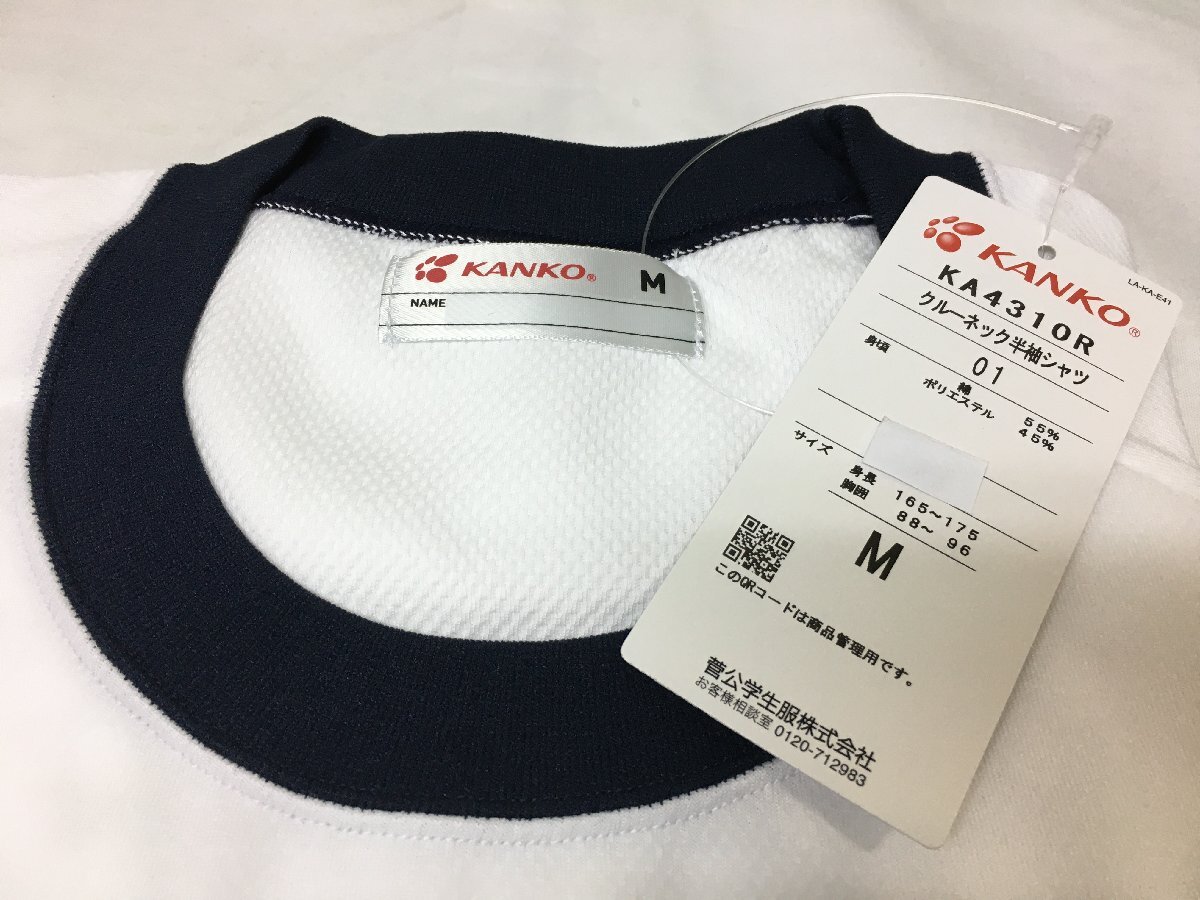 KANKO® M
NAME
LA-KA-E41
KANKO®
KA4310R
クルーネック半袖シャツ
01
身頃 綿 55%
ポリエステル 45%
サイズ
身長 165～175
胸囲 88～ 96
M
このQRコードは商品管理用です。
菅公学生服株式会社
お客様相談室 0120-712983